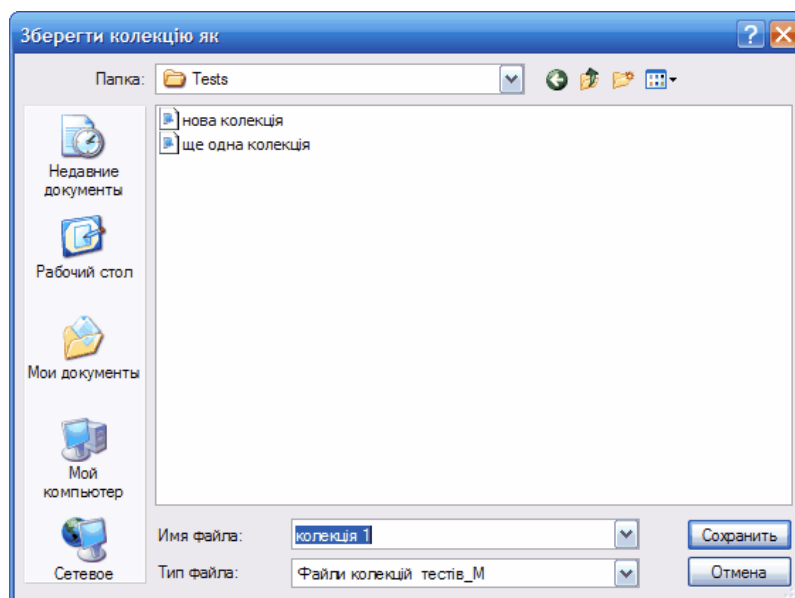 Зберегти колекцію як
Папка:
Tests
нова колекція
ще одна колекція
Недавние
документы
Рабочий стол
Мои документы
Мой
компьютер
Сетевое
Имя файла:
колекція 1
Сохранить
Тип файла:
Файли колекцій тестів_М
Отмена